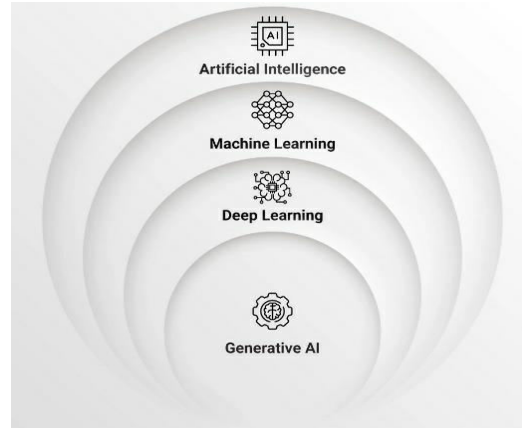 AI
Artificial Intelligence
Machine Learning
Deep Learning
Generative AI